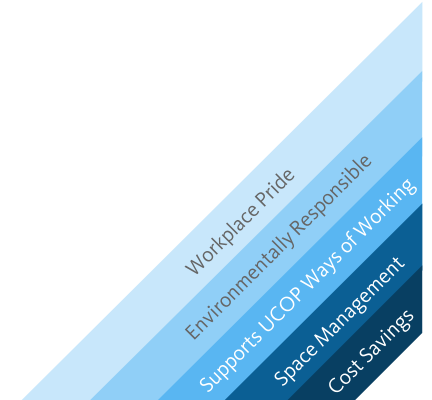 Workplace Pride
Environmentally Responsible
Supports UCOP Ways of Working
Space Management
Cost Savings